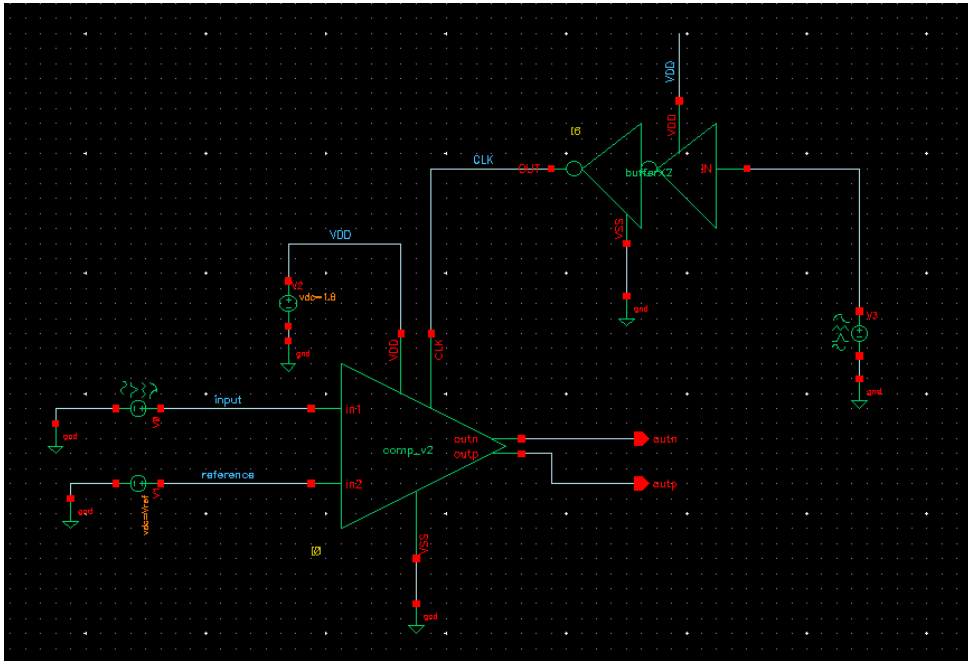 VDD
VDD
I6
CLK
OUT
bufferX2
IN
VSS
VDD
V2
vdc=1.8
gnd
gnd
V3
VDD
CLK
gnd
input
in1
V0
gnd
outn
outn
comp_v2
outp
outp
reference
in2
V1
gnd
vdc=Vref
I0
VSS
gnd